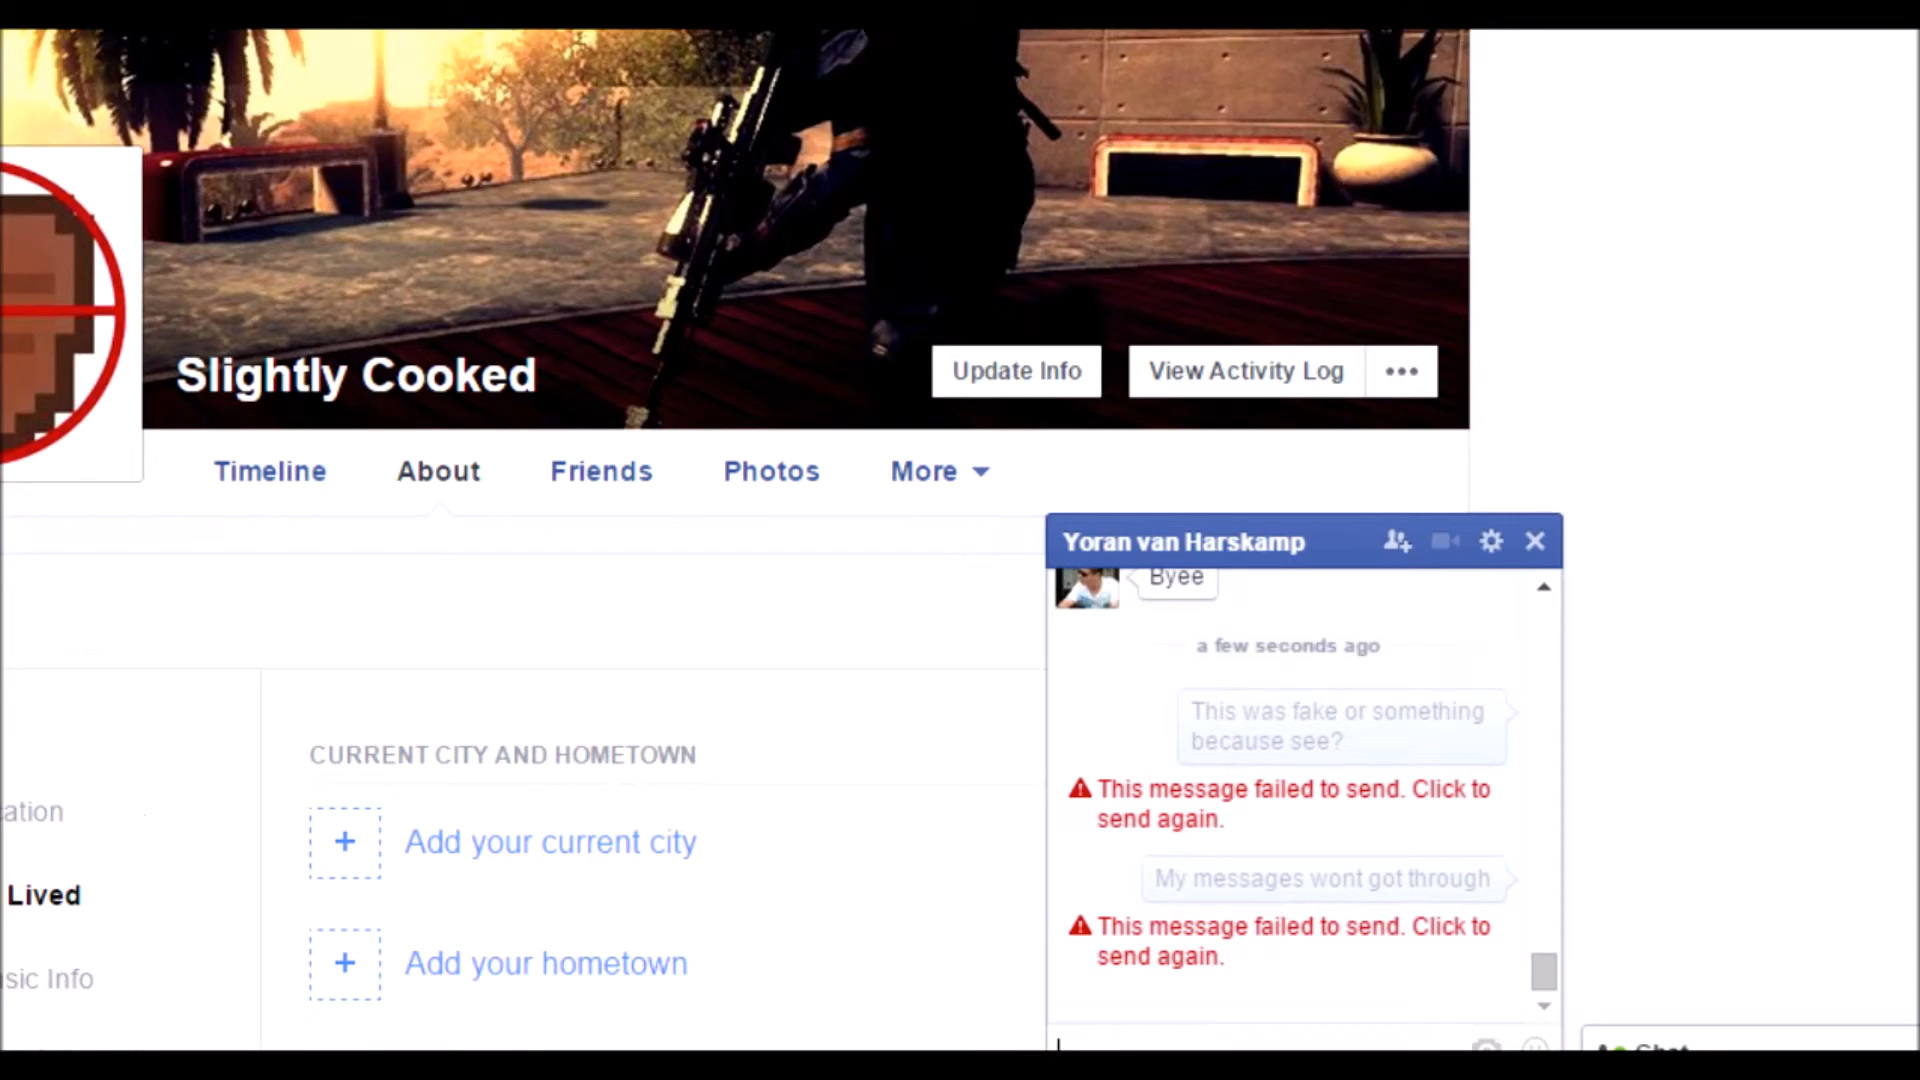 Slightly Cooked
Update Info
View Activity Log
Timeline
About
Friends
Photos
More
Yoran van Harskamp
Byee
a few seconds ago
This was fake or something
because see?
This message failed to send. Click to
send again.
My messages wont got through
This message failed to send. Click to
send again.
CURRENT CITY AND HOMETOWN
Add your current city
Add your hometown
cation
Lived
sic Info
Chat